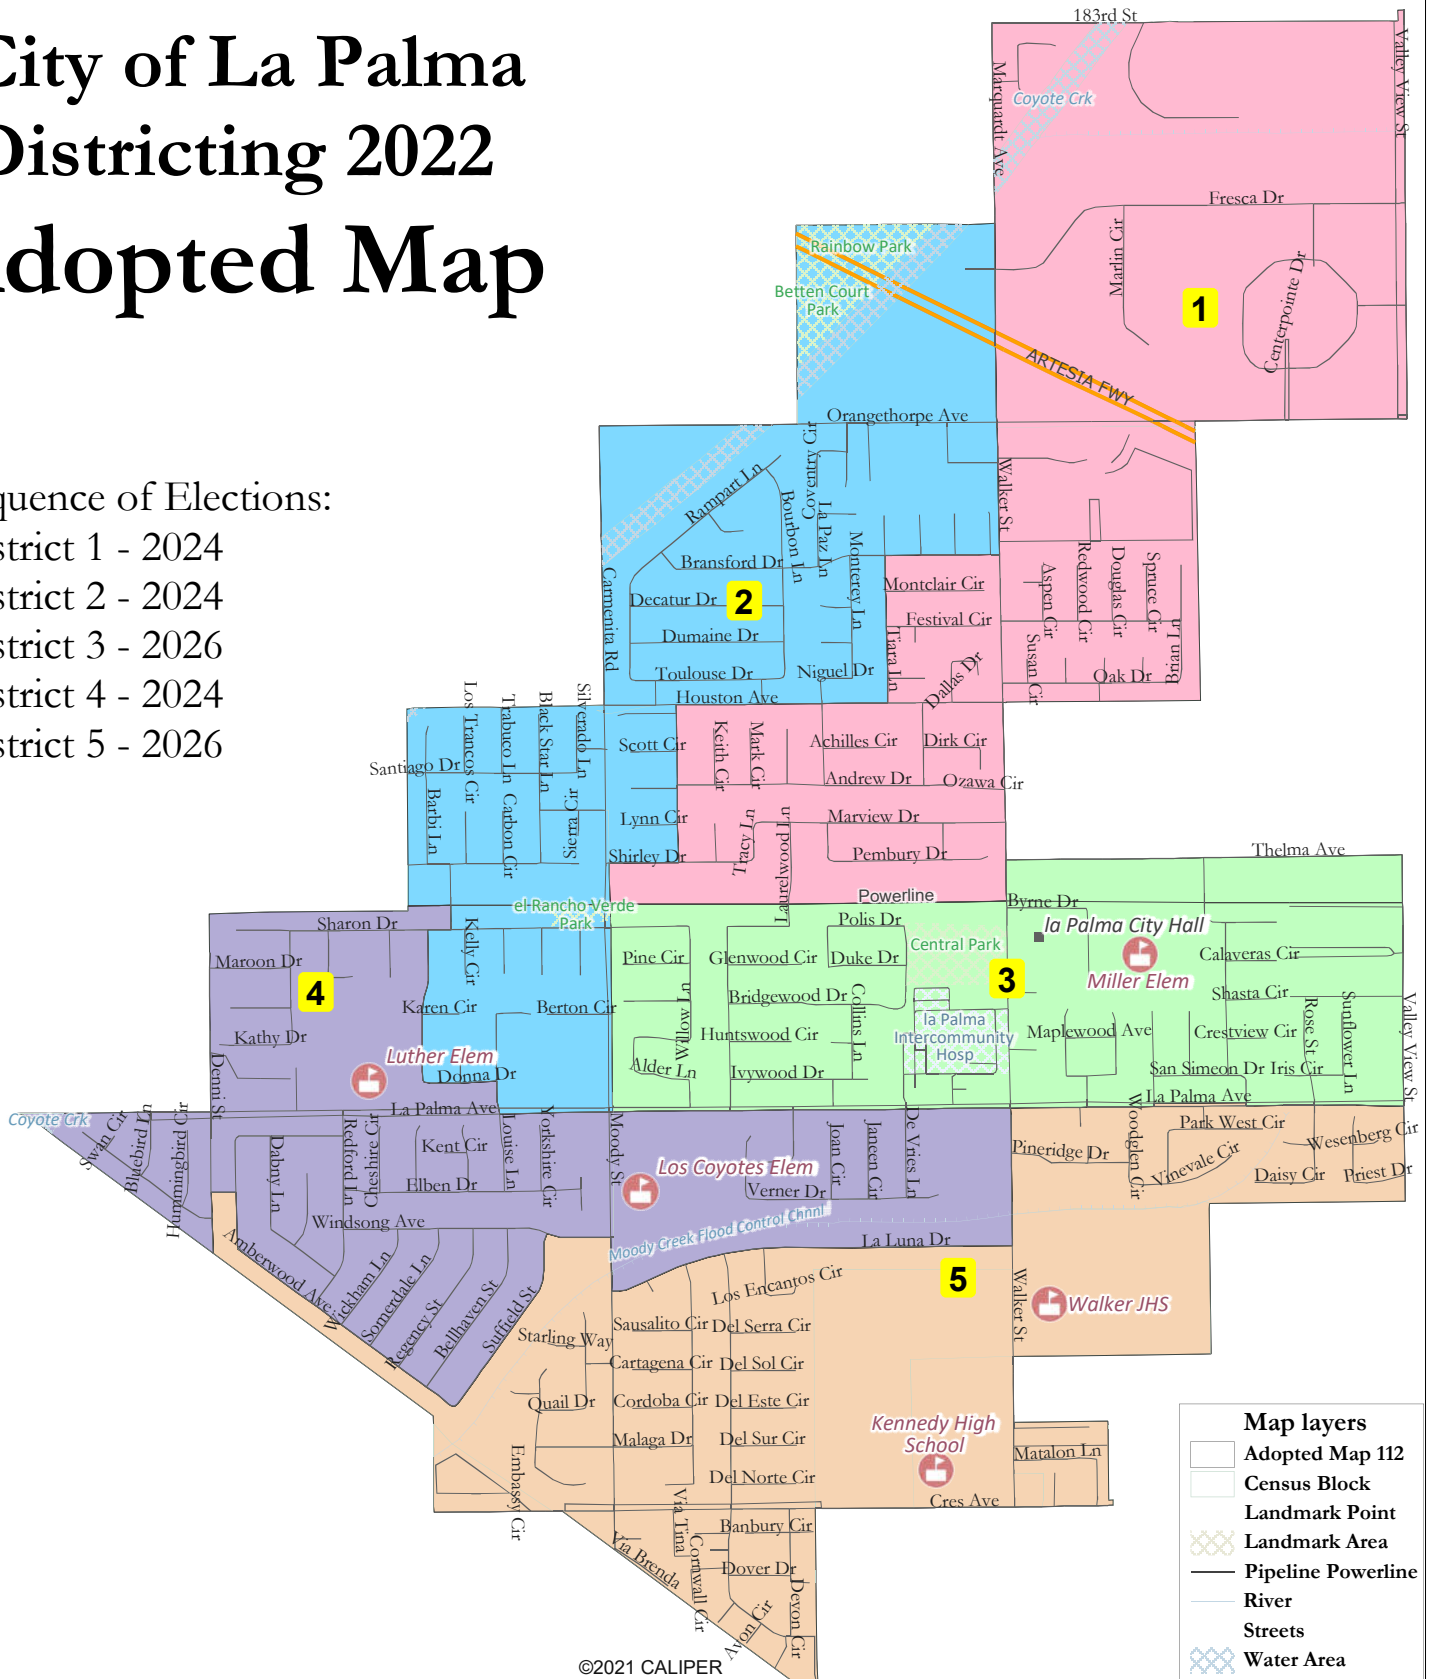 City of La Palma
Districting 2022
Adopted Map
quence of Elections:
strict 1 - 2024
strict 2 - 2024
strict 3 - 2026
strict 4 - 2024
strict 5 - 2026
183rd St
Valley View St
Marquardt Ave
Coyote Crk
Fresca Dr
Marlin Cir
Centerpointe Dr
1
Rainbow Park
Betten Court
Park
ARTESIA FWY
Orangethorpe Ave
Coventry Cir
Walker St
Rampart Ln
Bourbon Ln
La Paz Ln
Monterey Ln
Bransford Dr
Carmenita Rd
Decatur Dr
2
Dumaine Dr
Toulouse Dr
Niguel Dr
Houston Ave
Montclair Cir
Festival Cir
Tiara Ln
Dallas Dr
Aspen Cir
Redwood Cir
Douglas Cir
Spruce Cir
Susan Cir
Oak Dr
Brian Ln
Los Trancos Cir
Trabuco Ln
Black Star Ln
Silverado Ln
Santiago Dr
Barbi Ln
Carbon Cir
Sierra Cir
Scott Cir
Keith Cir
Mark Cir
Achilles Cir
Dirk Cir
Andrew Dr
Ozawa Cir
Lynn Cir
Marview Dr
Shirley Dr
Tracy Ln
Laurelwood Ln
Pembury Dr
Thelma Ave
Powerline
Byrne Dr
el Rancho Verde
Park
Sharon Dr
Kelly Cir
Polis Dr
la Palma City Hall
Maroon Dr
Pine Cir
Glenwood Cir
Duke Dr
Central Park
Calaveras Cir
Miller Elem
4
3
Karen Cir
Berton Cir
Willow Ln
Bridgewood Dr
Collins Ln
Shasta Cir
Rose St
Sunflower Ln
Valley View St
Kathy Dr
Huntswood Cir
la Palma
Intercommunity
Hosp
Maplewood Ave
Crestview Cir
Luther Elem
Donna Dr
Alder Ln
Ivywood Dr
San Simeon Dr
Iris Cir
Denni St
La Palma Ave
La Palma Ave
Coyote Crk
Swan Cir
Bluebird Ln
Hummingbird Cir
Dabny Ln
Redford Ln
Cheshire Cir
Kent Cir
Elben Dr
Louise Ln
Yorkshire Cir
Moody St
Los Coyotes Elem
Verner Dr
Joan Cir
Janeen Cir
De Vries Ln
Pineridge Dr
Woodglen Cir
Park West Cir
Vinevale Cir
Wesenberg Cir
Daisy Cir
Priest Dr
Windsong Ave
Moody Creek Flood Control Chnnl
La Luna Dr
Amberwood Ave
Wickham Ln
Somerdale Ln
Regency St
Bellhaven St
Suffield St
Los Encantos Cir
5
Walker St
Walker JHS
Starling Way
Sausalito Cir
Del Serra Cir
Cartagena Cir
Del Sol Cir
Quail Dr
Cordoba Cir
Del Este Cir
Malaga Dr
Del Sur Cir
Kennedy High
School
Matalon Ln
Embassy Cir
Del Norte Cir
Cres Ave
Via Tina
Banbury Cir
Via Brenda
Cornwall Cir
Dover Dr
Devon Cir
Avon Cir
©2021 CALIPER
Map layers
Adopted Map 112
Census Block
Landmark Point
Landmark Area
Pipeline Powerline
River
Streets
Water Area